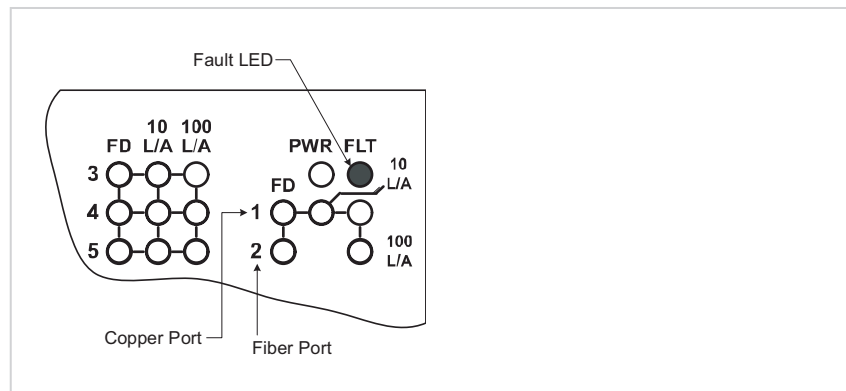 Fault LED
10 100
FD L/A L/A
PWR FLT
3
10
L/A
FD
4
1
5
2
100
L/A
Copper Port
Fiber Port